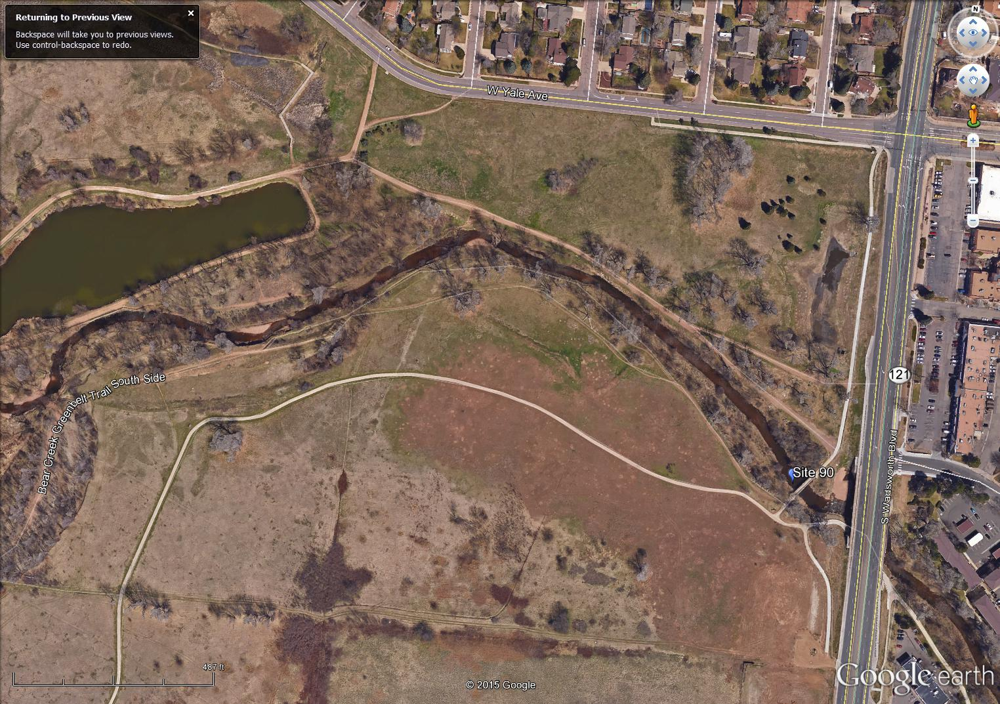 Returning to Previous View
Backspace will take you to previous views.
Use control-backspace to redo.
N
W Yale Ave
121
Bear Creek Greenbelt Trail South Side
S Wadsworth Blvd
Site 90
487 ft
© 2015 Google
Google earth